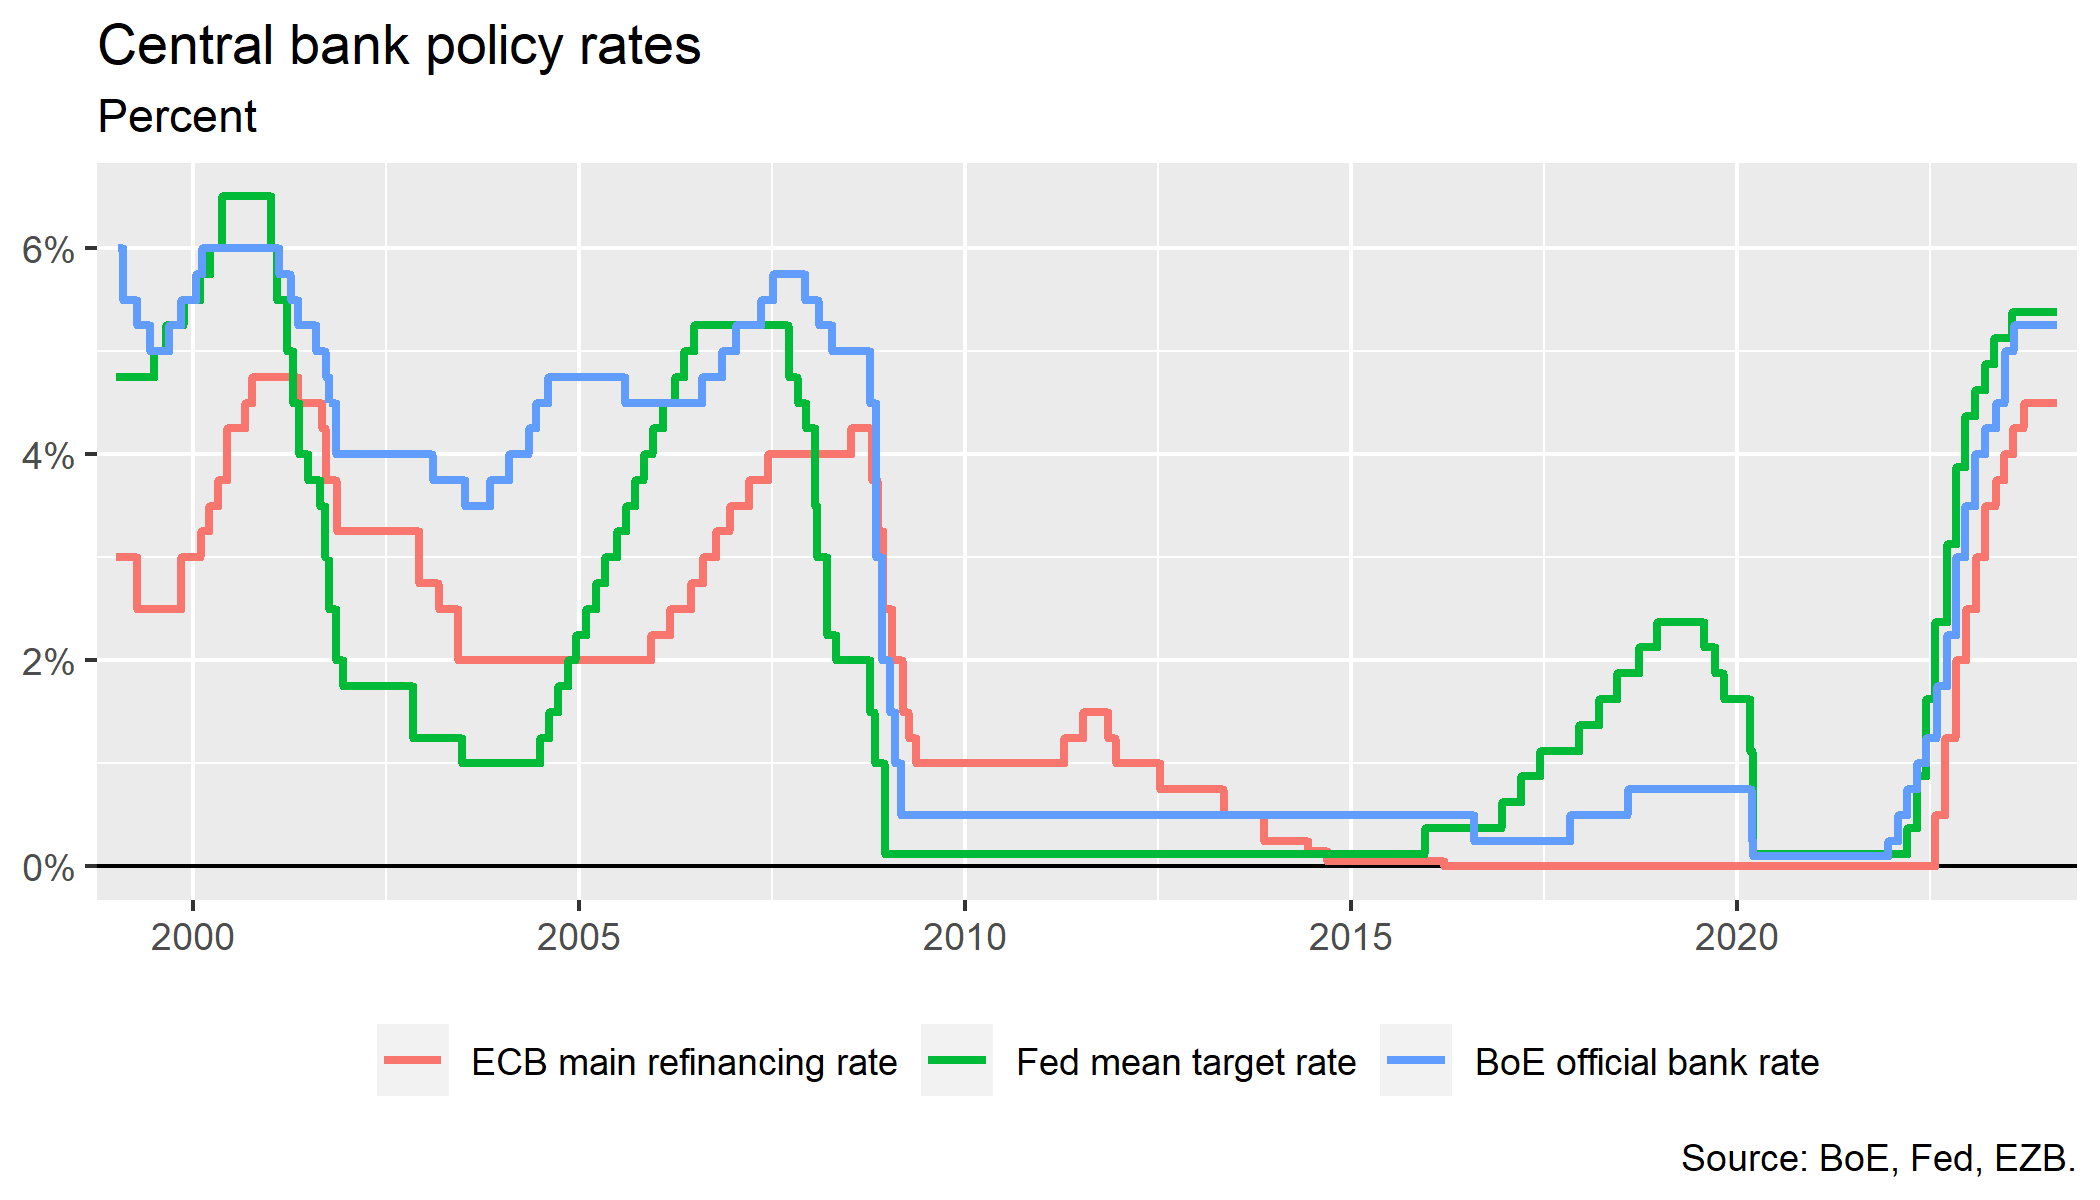 Central bank policy rates
Percent
6%
4%
2%
0%
2000 2005 2010 2015 2020
ECB main refinancing rate Fed mean target rate BoE official bank rate
Source: BoE, Fed, EZB.